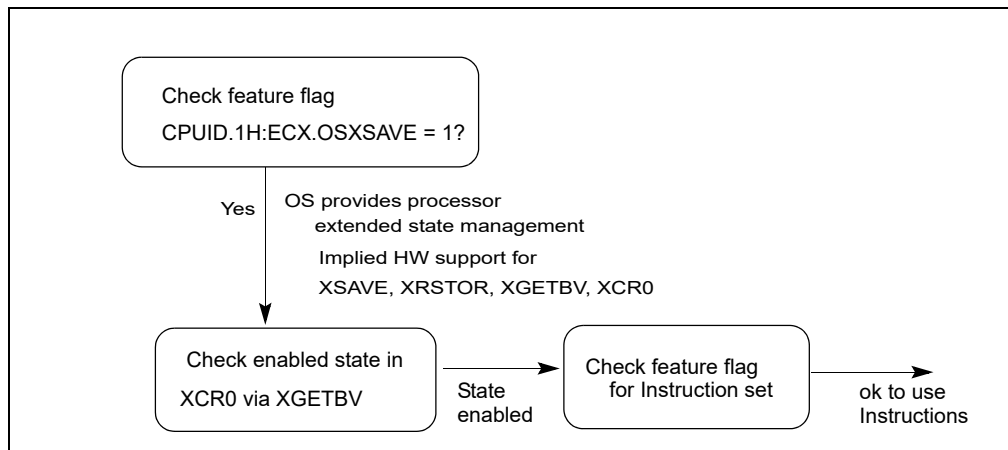 Check feature flag
CPUID.1H:ECX.OSXSAVE = 1?
Yes
OS provides processor
extended state management
Implied HW support for
XSAVE, XRSTOR, XGETBV, XCR0
Check enabled state in
XCR0 via XGETBV
State
enabled
Check feature flag
for Instruction set
ok to use
Instructions